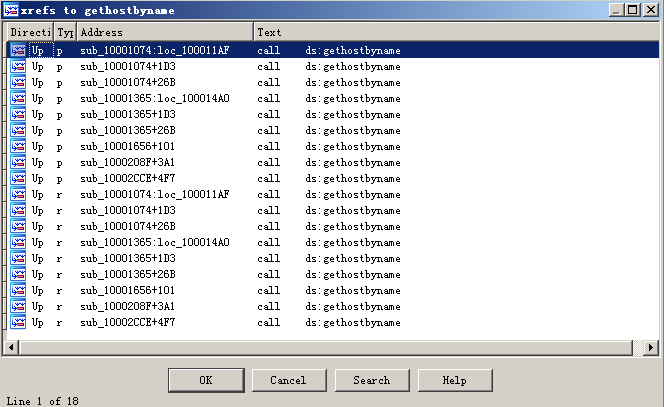 xrefs to gethostbyname
Directi Typ Address Text
Up p sub_10001074:loc_100011AF call ds:gethostbyname
Up p sub_10001074+1D3 call ds:gethostbyname
Up p sub_10001074+26B call ds:gethostbyname
Up p sub_10001365:loc_100014A0 call ds:gethostbyname
Up p sub_10001365+1D3 call ds:gethostbyname
Up p sub_10001365+26B call ds:gethostbyname
Up p sub_10001656+101 call ds:gethostbyname
Up p sub_1000208F+3A1 call ds:gethostbyname
Up p sub_10002CCE+4F7 call ds:gethostbyname
Up r sub_10001074:loc_100011AF call ds:gethostbyname
Up r sub_10001074+1D3 call ds:gethostbyname
Up r sub_10001074+26B call ds:gethostbyname
Up r sub_10001365:loc_100014A0 call ds:gethostbyname
Up r sub_10001365+1D3 call ds:gethostbyname
Up r sub_10001365+26B call ds:gethostbyname
Up r sub_10001656+101 call ds:gethostbyname
Up r sub_1000208F+3A1 call ds:gethostbyname
Up r sub_10002CCE+4F7 call ds:gethostbyname
OK Cancel Search Help
Line 1 of 18